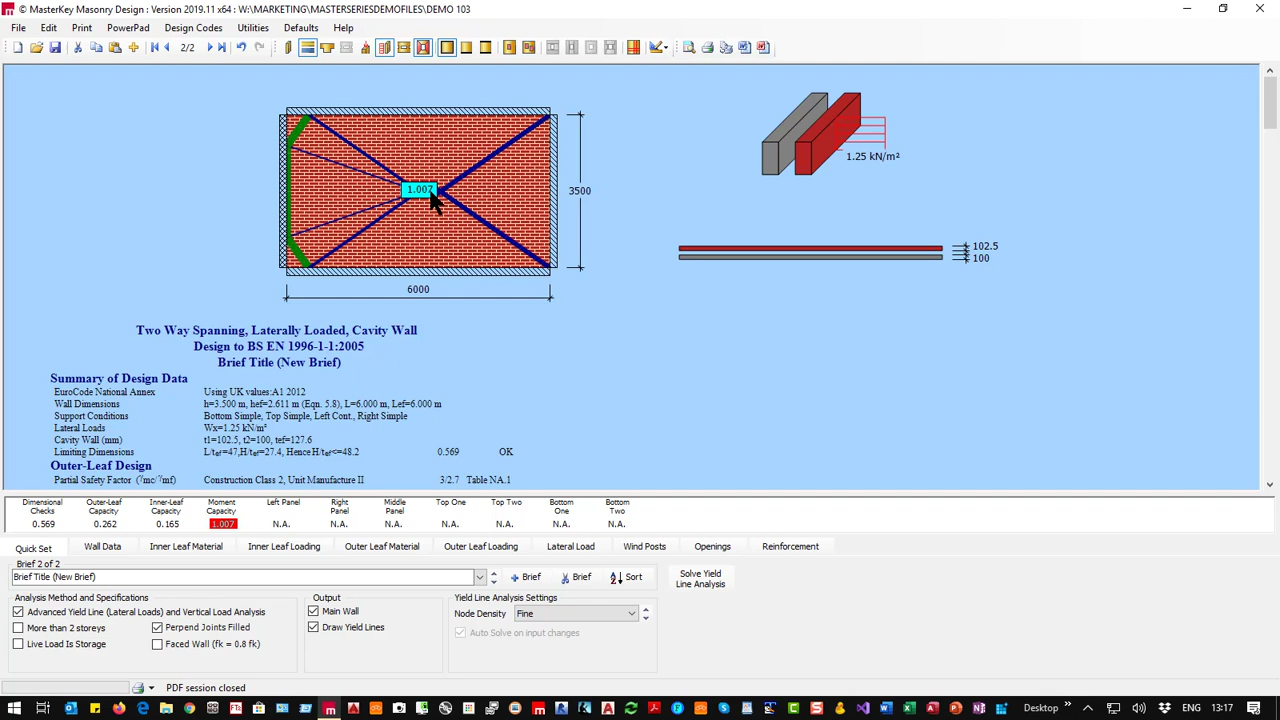 MasterKey Masonry Design : Version 2019.11 x64 : W:\MARKETING\MASTERSERIESDEMOFILES\DEMO 103
File Edit Print PowerPad Design Codes Utilities Defaults Help
2/2
1.25 kN/m²
1.007
3500
102.5
100
6000
Two Way Spanning, Laterally Loaded, Cavity Wall
Design to BS EN 1996-1-1:2005
Brief Title (New Brief)
Summary of Design Data
EuroCode National Annex Using UK values:A1 2012
Wall Dimensions h=3.500 m, hef=2.611 m (Eqn. 5.8), L=6.000 m, Lef=6.000 m
Support Conditions Bottom Simple, Top Simple, Left Cont., Right Simple
Lateral Loads Wx=1.25 kN/m²
Cavity Wall (mm) t1=102.5, t2=100, tef=127.6
Limiting Dimensions L/tef=47,H/tef=27.4, Hence H/tef<=48.2 0.569 OK
Outer-Leaf Design
Partial Safety Factor (γmc/γmf) Construction Class 2, Unit Manufacture II 3/2.7 Table NA.1
Dimensional Checks Outer-Leaf Capacity Inner-Leaf Capacity Moment Capacity Left Panel Right Panel Middle Panel Top One Top Two Bottom One Bottom Two
0.569 0.262 0.165 1.007 N.A. N.A. N.A. N.A. N.A. N.A. N.A.
Quick Set Wall Data Inner Leaf Material Inner Leaf Loading Outer Leaf Material Outer Leaf Loading Lateral Load Wind Posts Openings Reinforcement
Brief 2 of 2
Brief Title (New Brief) Brief Brief Sort Solve Yield Line Analysis
Analysis Method and Specifications Output Yield Line Analysis Settings
Advanced Yield Line (Lateral Loads) and Vertical Load Analysis Main Wall Node Density Fine
More than 2 storeys Perpend Joints Filled Draw Yield Lines Auto Solve on input changes
Live Load Is Storage Faced Wall (fk = 0.8 fk)
PDF session closed
Desktop ENG 13:17